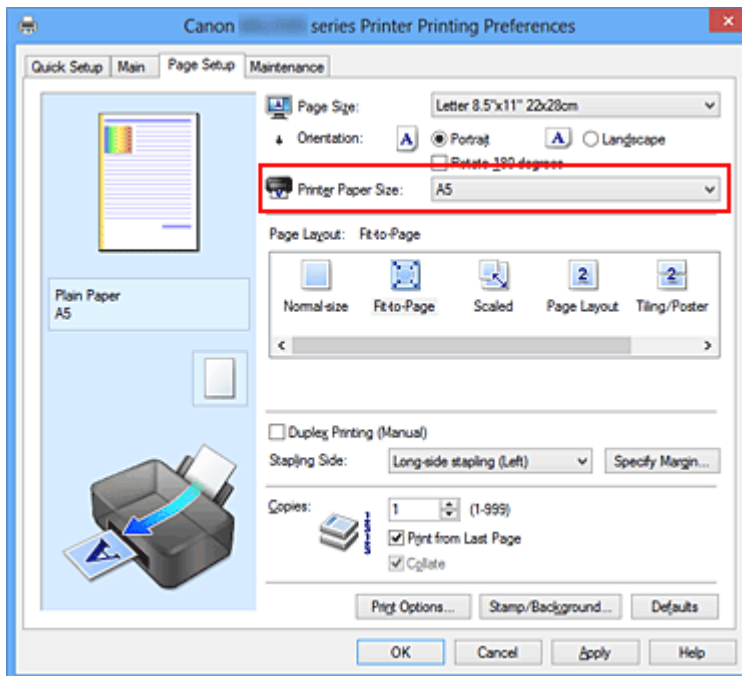 Canon series Printer Printing Preferences
Quick Setup Main Page Setup Maintenance
Page Size: Letter 8.5"x11" 22x28cm
Orientation: A Portrait A Landscape
Rotate 180 degrees
Printer Paper Size: A5
Page Layout: Fit-to-Page
Normal-size Fit-to-Page Scaled Page Layout Tiling/Poster
Plain Paper
A5
Duplex Printing (Manual)
Stapling Side: Long-side stapling (Left) Specify Margin...
Copies: 1 (1-999)
Print from Last Page
Collate
Print Options... Stamp/Background... Defaults
OK Cancel Apply Help